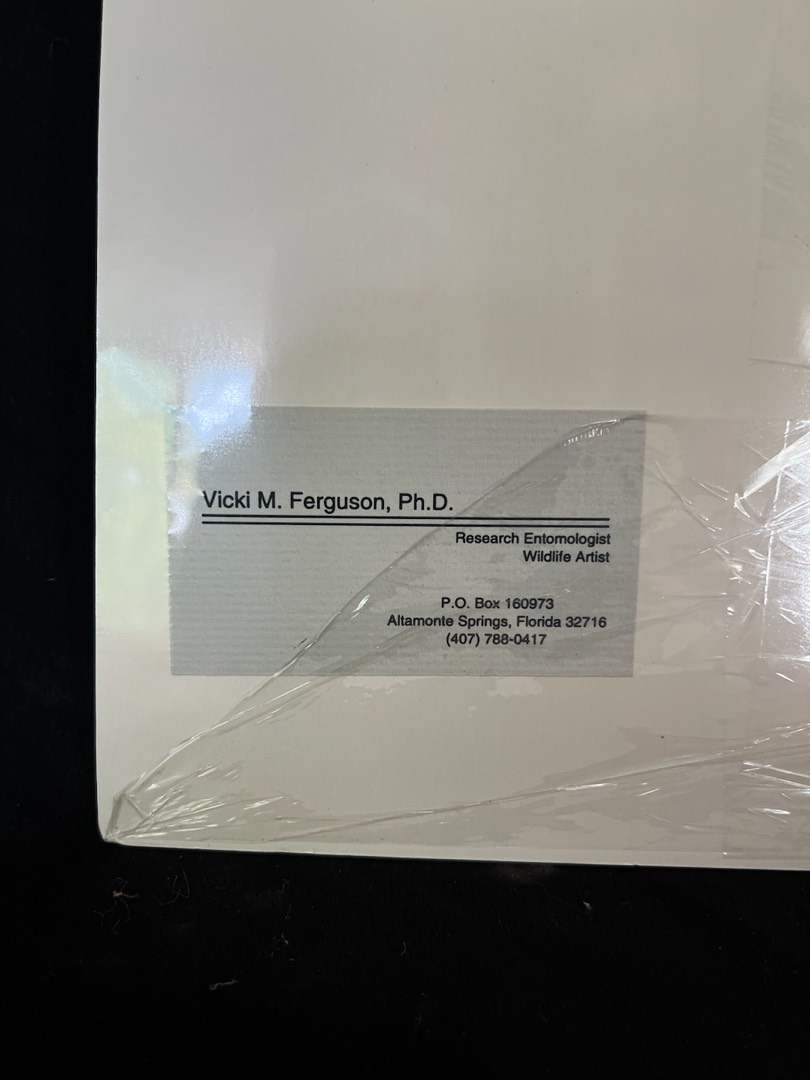 Vicki M. Ferguson, Ph.D.
Research Entomologist
Wildlife Artist
P.O. Box 160973
Altamonte Springs, Florida 32716
(407) 788-0417